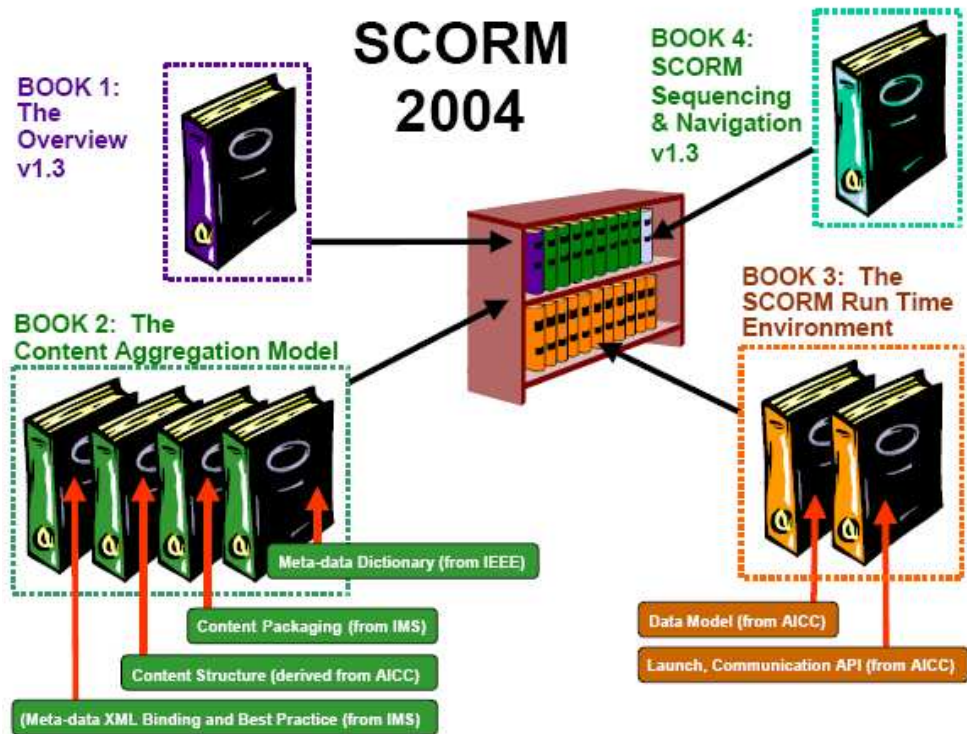 SCORM
2004
BOOK 1:
The
Overview
v1.3
BOOK 4:
SCORM
Sequencing
& Navigation
v1.3
BOOK 2: The
Content Aggregation Model
BOOK 3: The
SCORM Run Time
Environment
Meta-data Dictionary (from IEEE)
Content Packaging (from IMS)
Content Structure (derived from AICC)
(Meta-data XML Binding and Best Practice (from IMS)
Data Model (from AICC)
Launch, Communication API (from AICC)